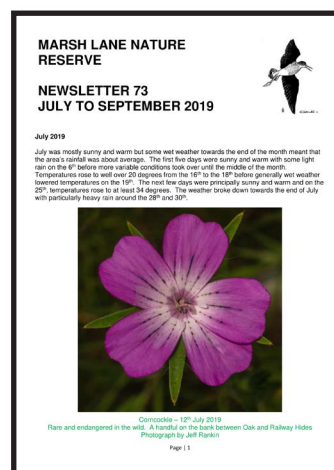 MARSH LANE NATURE
RESERVE
NEWSLETTER 73
JULY TO SEPTEMBER 2019
July 2019
July was mostly sunny and warm but some wet weather towards the end of the month meant that
the area's rainfall was about average. The first five days were sunny and warm with some light
rain on the 6th before more variable conditions took over until the middle of the month.
Temperatures rose to well over 20 degrees from the 16th to the 18th before generally wet weather
lowered temperatures on the 19th. The next few days were principally sunny and warm and on the
25th, temperatures rose to at least 34 degrees. The weather broke down towards the end of July
with particularly heavy rain around the 28th and 30th.
Corncockle – 12th July 2019
Rare and endangered in the wild. A handful on the bank between Oak and Railway Hides
Photograph by Jeff Rankin
Page | 1